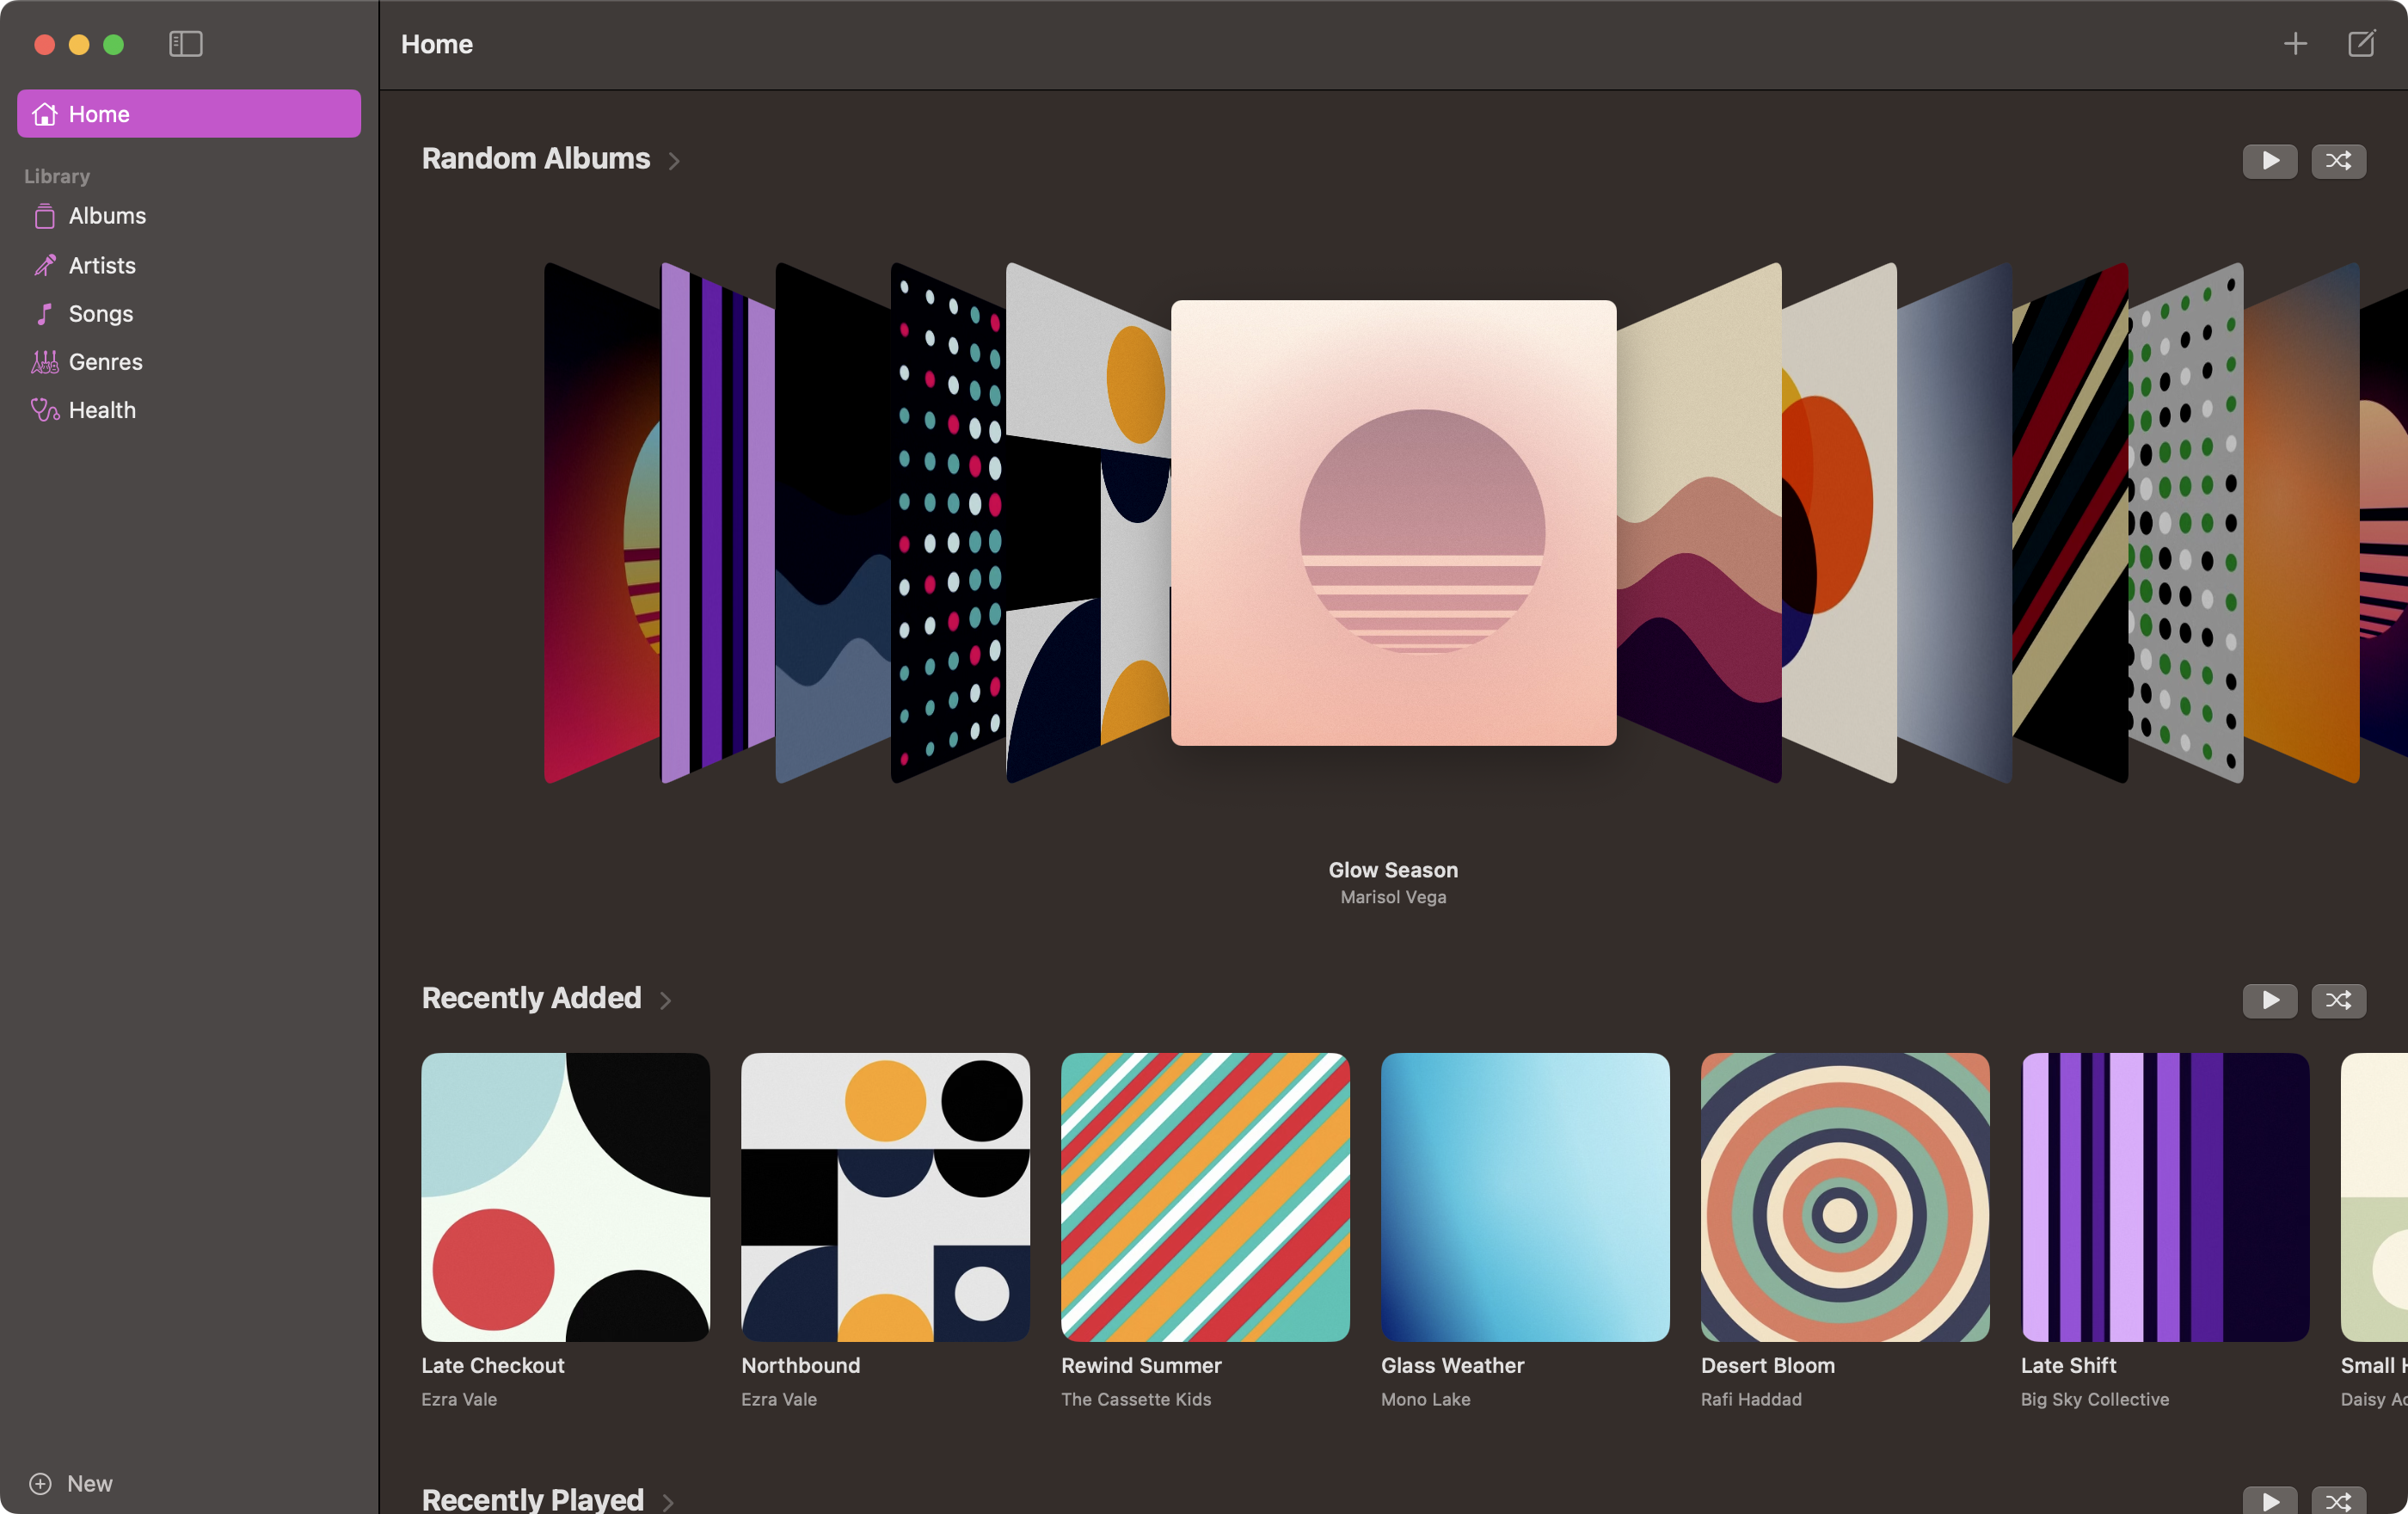 Home
Home
Library
Albums
Artists
Songs
Genres
Health
New
Random Albums
Glow Season
Marisol Vega
Recently Added
Late Checkout
Ezra Vale
Northbound
Ezra Vale
Rewind Summer
The Cassette Kids
Glass Weather
Mono Lake
Desert Bloom
Rafi Haddad
Late Shift
Big Sky Collective
Small
Daisy
Recently Played